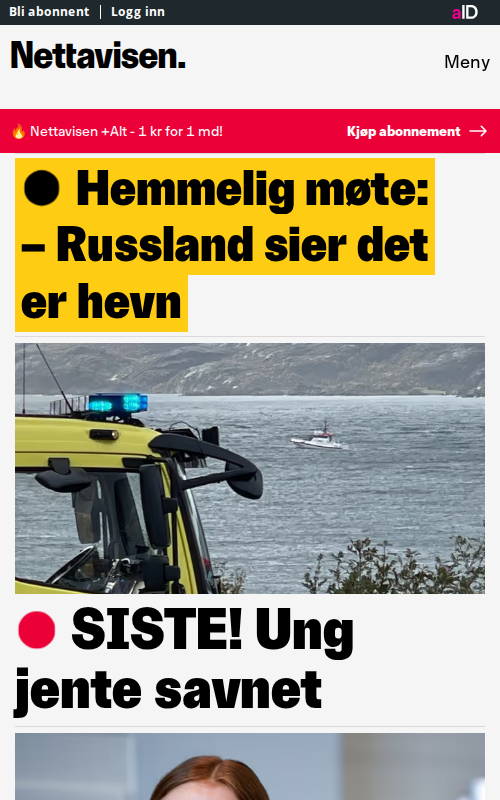 Bli abonnent | Logg inn
aID
Nettavisen.
Meny
🔥 Nettavisen +Alt - 1 kr for 1 md!
Kjøp abonnement →
Hemmelig møte:
– Russland sier det
er hevn
SISTE! Ung
jente savnet